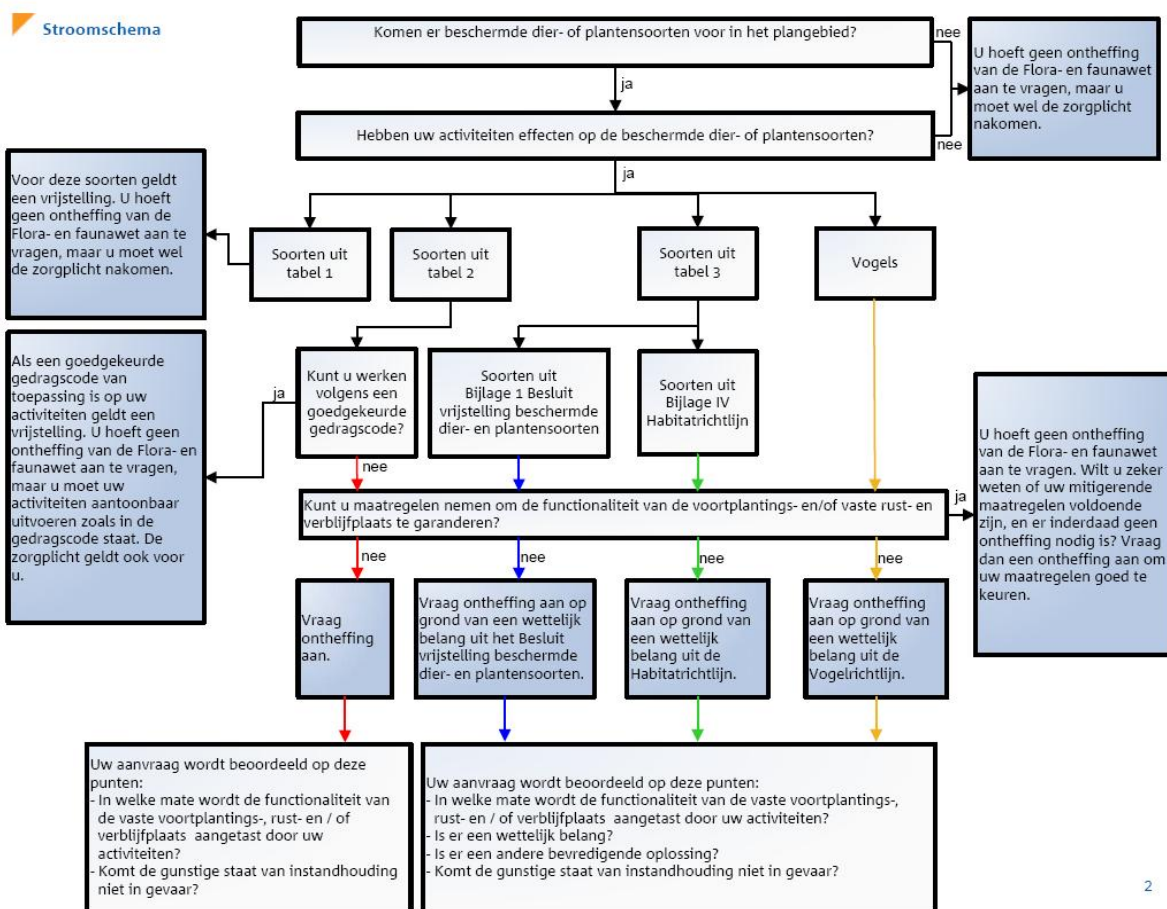 Stroomschema
Komen er beschermde dier- of plantensoorten voor in het plangebied?
nee
U hoeft geen ontheffing
van de Flora- en faunawet
aan te vragen, maar u
moet wel de zorgplicht
nakomen.
ja
Hebben uw activiteiten effecten op de beschermde dier- of plantensoorten?
nee
ja
Voor deze soorten geldt
een vrijstelling. U hoeft
geen ontheffing van de
Flora- en faunawet aan te
vragen, maar u moet wel
de zorgplicht nakomen.
Soorten uit
tabel 1
Soorten uit
tabel 2
Soorten uit
tabel 3
Vogels
Als een goedgekeurde
gedragscode van
toepassing is op uw
activiteiten geldt een
vrijstelling. U hoeft geen
ontheffing van de Flora- en
faunawet aan te vragen,
maar u moet uw
activiteiten aantoonbaar
uitvoeren zoals in de
gedragscode staat. De
zorgplicht geldt ook voor
u.
ja
Kunt u werken
volgens een
goedgekeurde
gedragscode?
Soorten uit
Bijlage 1 Besluit
vrijstelling beschermde
dier- en plantensoorten
Soorten uit
Bijlage IV
Habitatrichtlijn
nee
Kunt u maatregelen nemen om de functionaliteit van de voortplantings- en/of vaste rust- en
verblijfplaats te garanderen?
ja
U hoeft geen ontheffing
van de Flora- en faunawet
aan te vragen. Wilt u zeker
weten of uw mitigerende
maatregelen voldoende
zijn, en er inderdaad geen
ontheffing nodig is? Vraag
dan een ontheffing aan om
uw maatregelen goed te
keuren.
nee
nee
nee
nee
Vraag
ontheffing
aan.
Vraag ontheffing aan op
grond van een wettelijk
belang uit het Besluit
vrijstelling beschermde
dier- en plantensoorten.
Vraag ontheffing
aan op grond van
een wettelijk
belang uit de
Habitatrichtlijn.
Vraag ontheffing
aan op grond van
een wettelijk
belang uit de
Vogelrichtlijn.
Uw aanvraag wordt beoordeeld op deze
punten:
- In welke mate wordt de functionaliteit van
de vaste voortplantings-, rust- en / of
verblijfplaats aangetast door uw
activiteiten?
- Komt de gunstige staat van instandhouding
niet in gevaar?
Uw aanvraag wordt beoordeeld op deze punten:
- In welke mate wordt de functionaliteit van de vaste voortplantings-,
rust- en / of verblijfplaats aangetast door uw activiteiten?
- Is er een wettelijk belang?
- Is er een andere bevredigende oplossing?
- Komt de gunstige staat van instandhouding niet in gevaar?
2